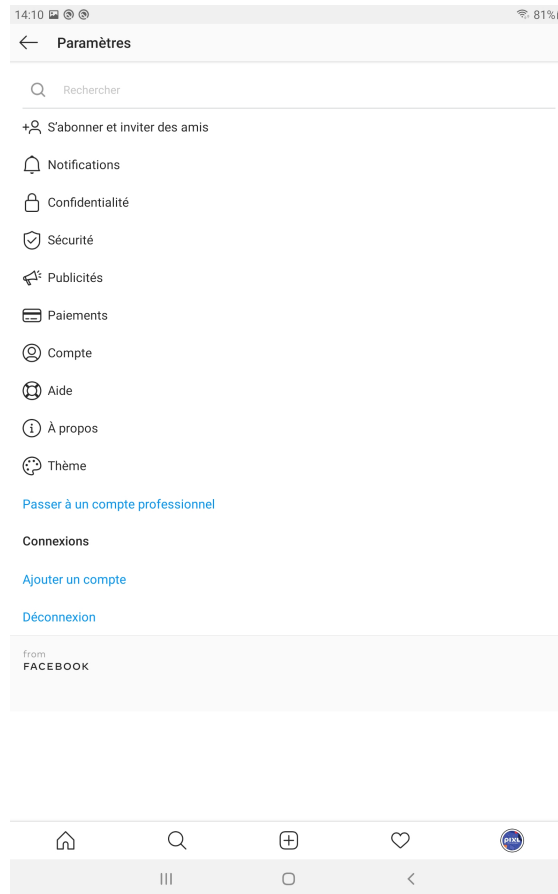 14:10 81%
Paramètres
Rechercher
S'abonner et inviter des amis
Notifications
Confidentialité
Sécurité
Publicités
Paiements
Compte
Aide
À propos
Thème
Passer à un compte professionnel
Connexions
Ajouter un compte
Déconnexion
from
FACEBOOK
PIXL